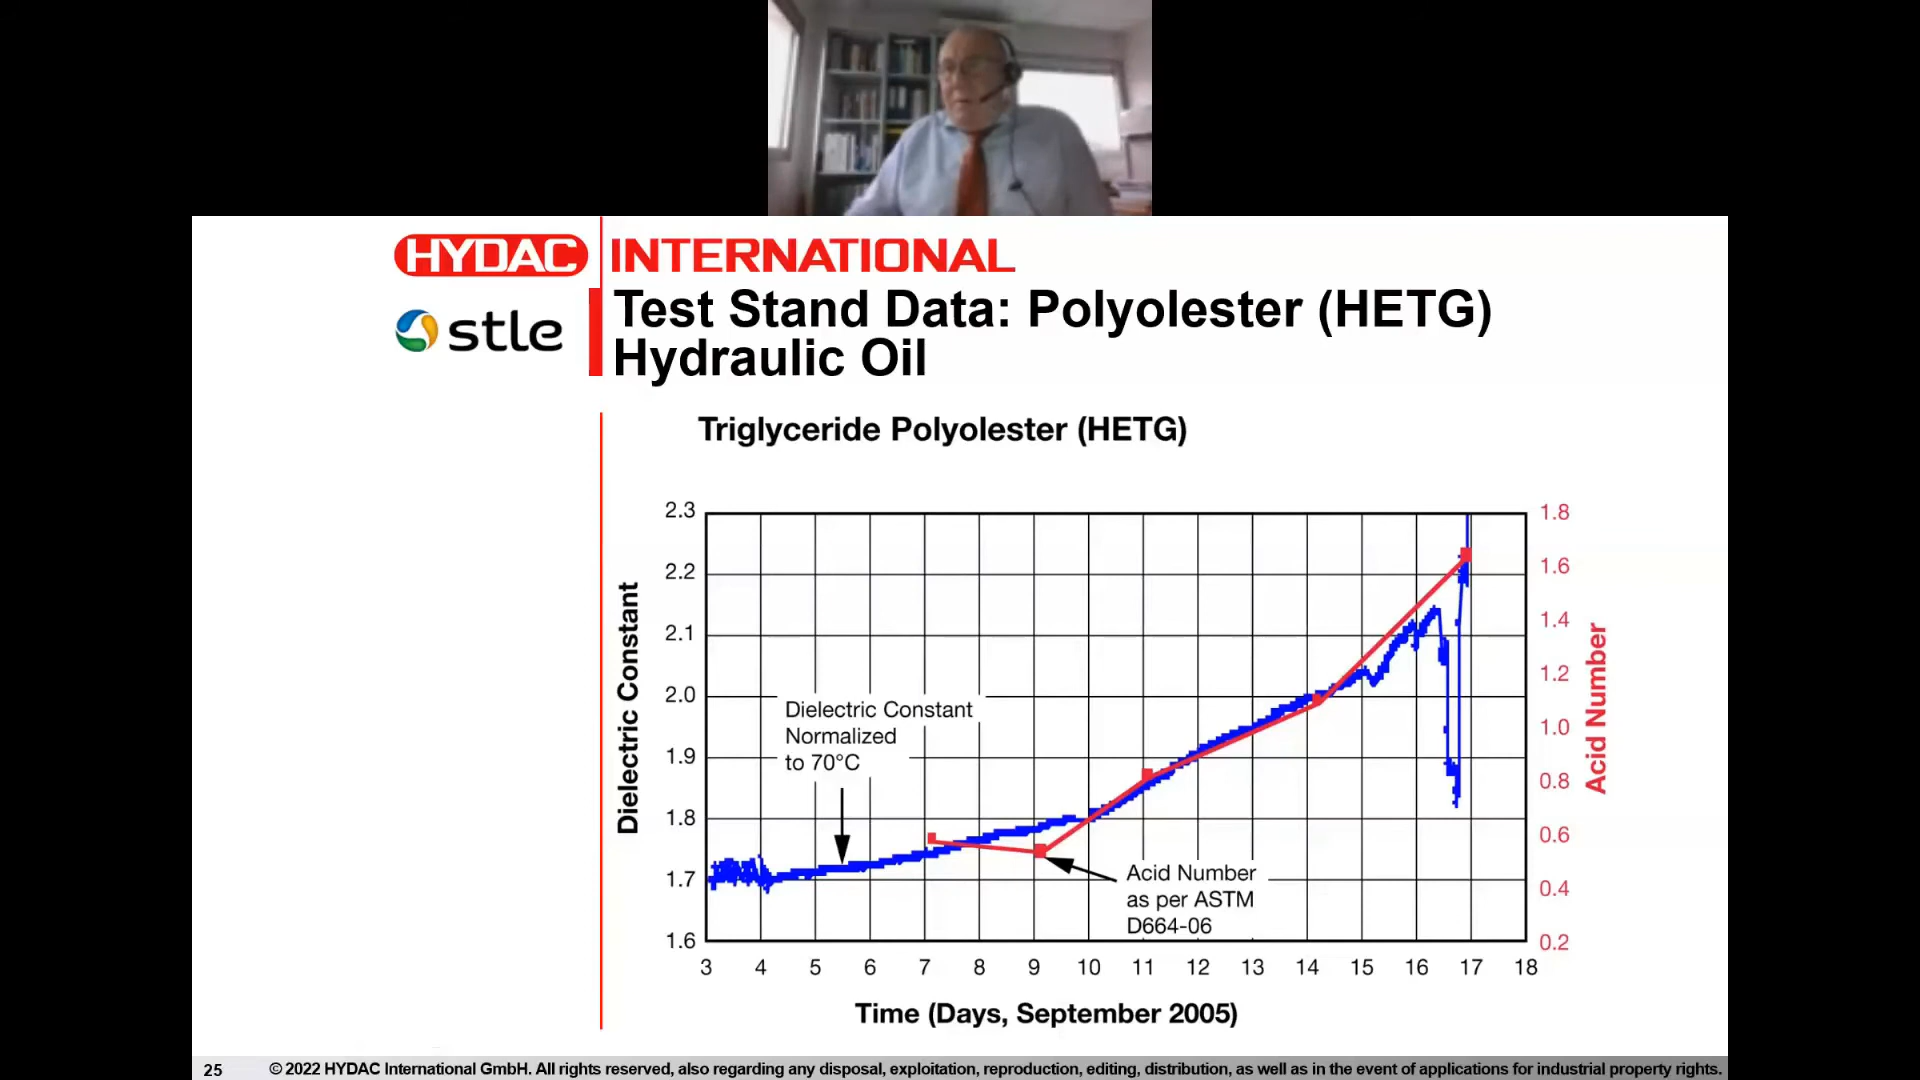 HYDAC INTERNATIONAL
stle
Test Stand Data: Polyolester (HETG)
Hydraulic Oil
Triglyceride Polyolester (HETG)
2.3
2.2
2.1
2.0
1.9
1.8
1.7
1.6
Dielectric Constant
Dielectric Constant
Normalized
to 70°C
Acid Number
as per ASTM
D664-06
1.8
1.6
1.4
1.2
1.0
0.8
0.6
0.4
0.2
Acid Number
3 4 5 6 7 8 9 10 11 12 13 14 15 16 17 18
Time (Days, September 2005)
25 © 2022 HYDAC International GmbH. All rights reserved, also regarding any disposal, exploitation, reproduction, editing, distribution, as well as in the event of applications for industrial property rights.